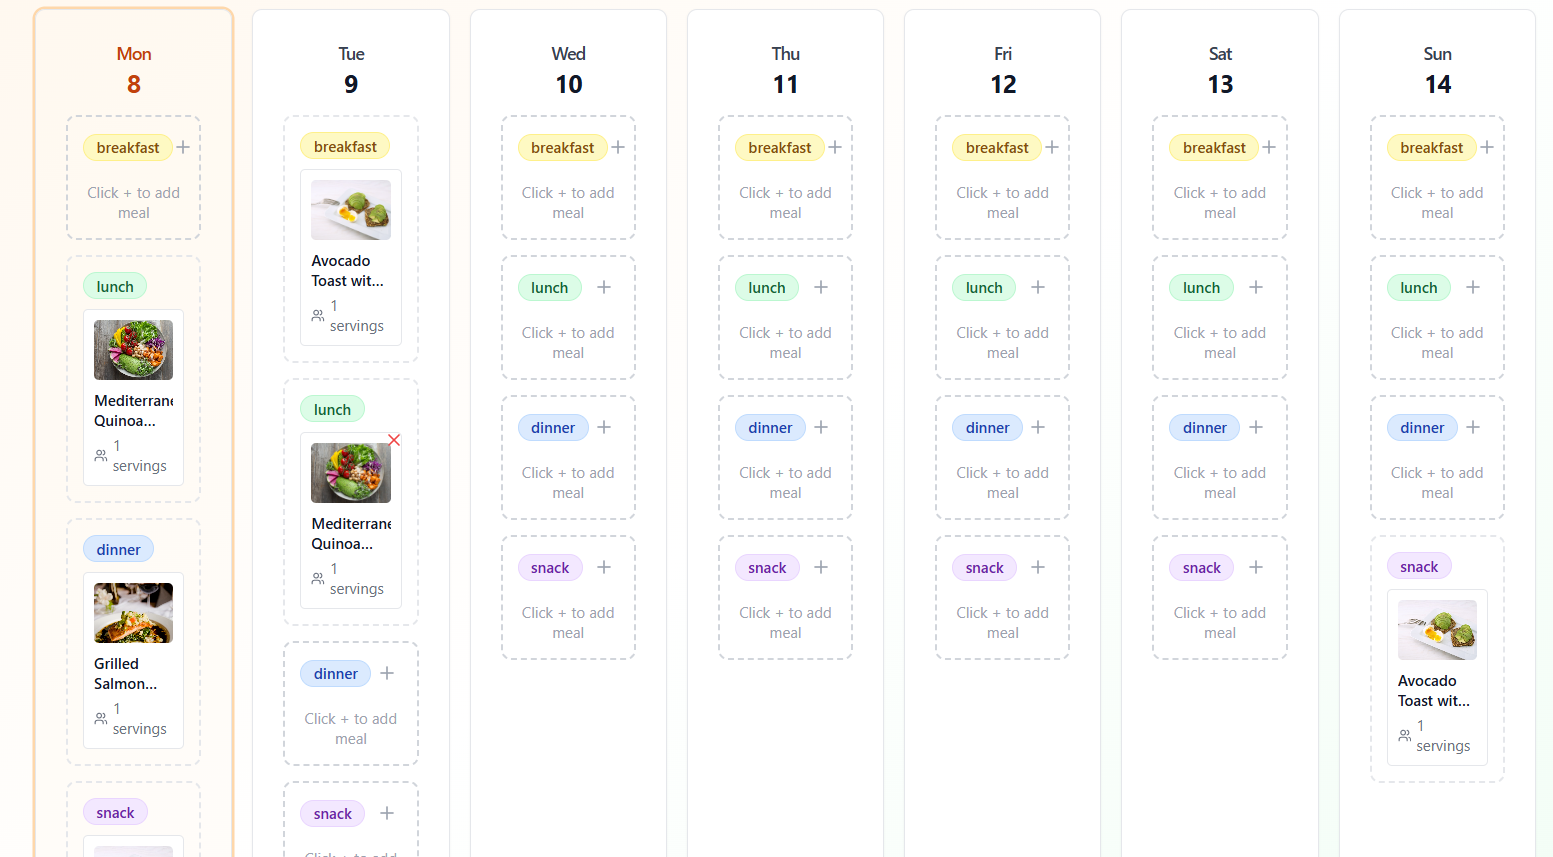 Mon
8
breakfast
Click + to add
meal
lunch
Mediterrane
Quinoa...
1
servings
dinner
Grilled
Salmon...
1
servings
snack
Tue
9
breakfast
Avocado
Toast wit...
1
servings
lunch
Mediterrane
Quinoa...
1
servings
dinner
Click + to add
meal
snack
Click + to add
Wed
10
breakfast
Click + to add
meal
lunch
Click + to add
meal
dinner
Click + to add
meal
snack
Click + to add
meal
Thu
11
breakfast
Click + to add
meal
lunch
Click + to add
meal
dinner
Click + to add
meal
snack
Click + to add
meal
Fri
12
breakfast
Click + to add
meal
lunch
Click + to add
meal
dinner
Click + to add
meal
snack
Click + to add
meal
Sat
13
breakfast
Click + to add
meal
lunch
Click + to add
meal
dinner
Click + to add
meal
snack
Click + to add
meal
Sun
14
breakfast
Click + to add
meal
lunch
Click + to add
meal
dinner
Click + to add
meal
snack
Avocado
Toast wit...
1
servings